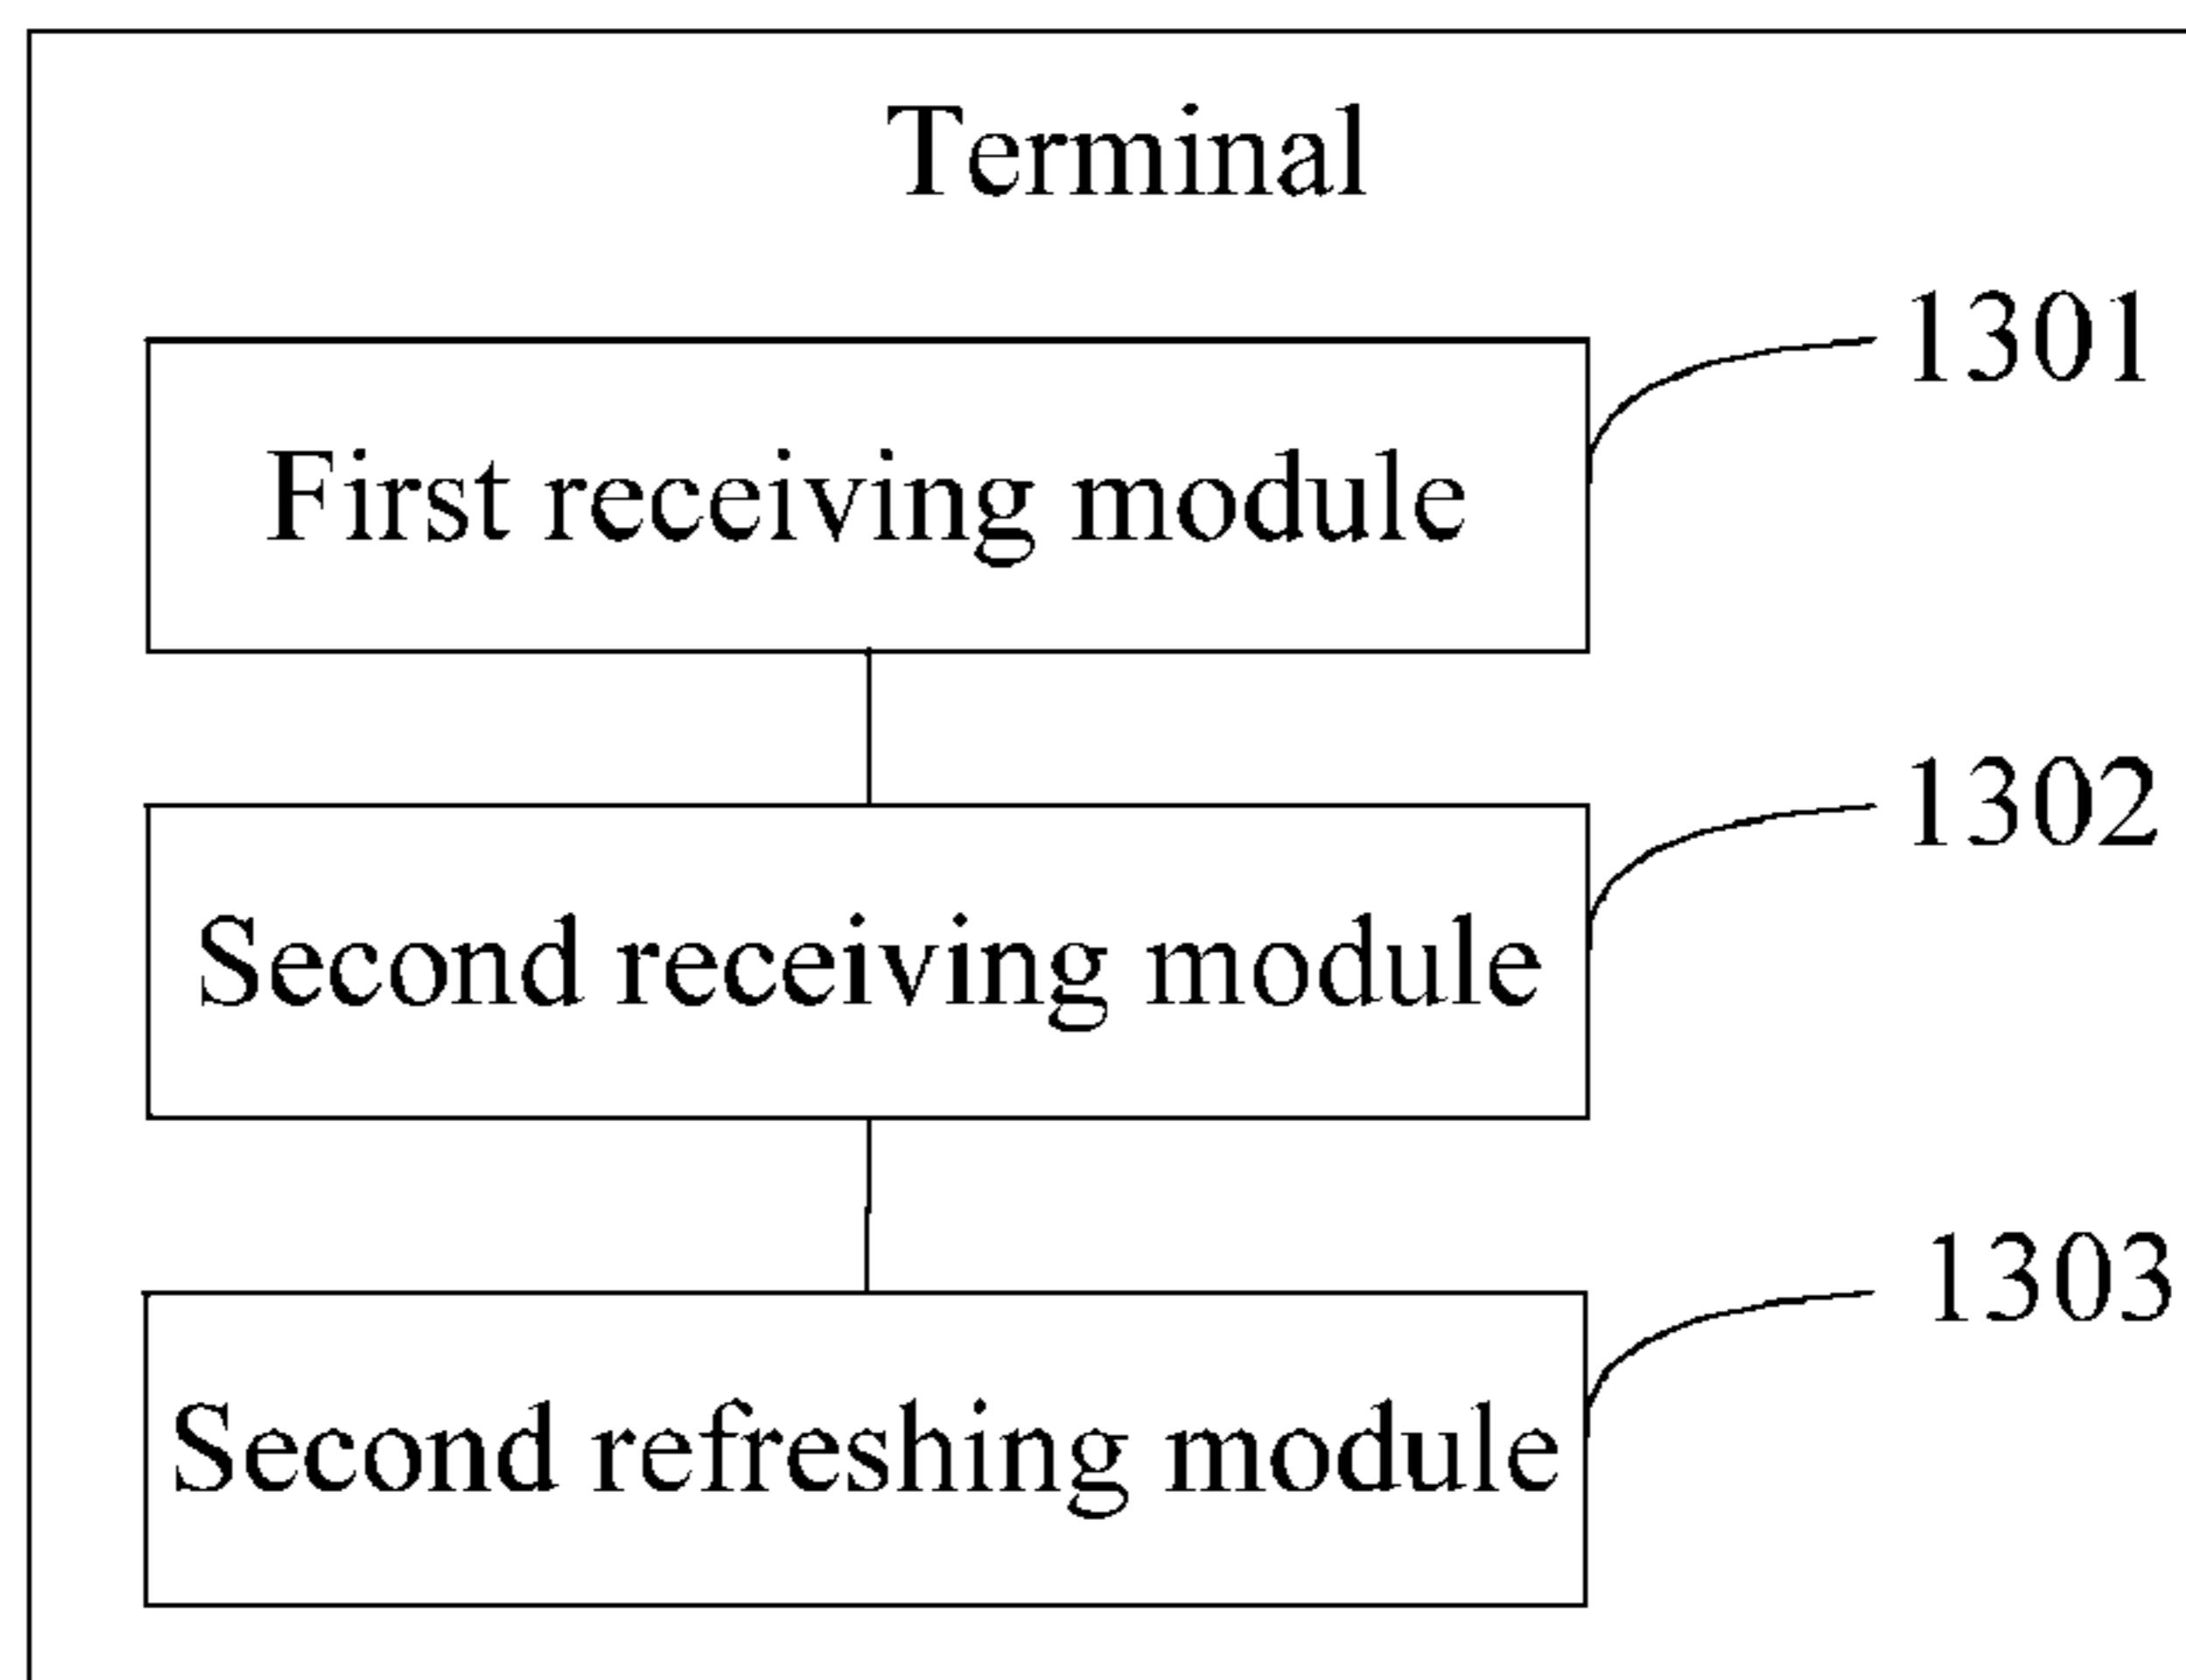 Terminal
1301
First receiving module
1302
Second receiving module
1303
Second refreshing module